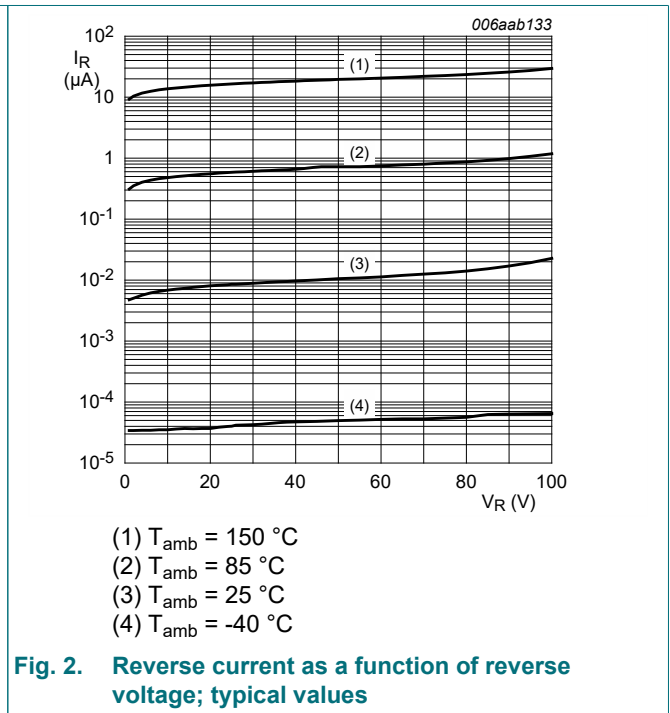 006aab133
I_R
(µA)
10²
10
1
10⁻¹
10⁻²
10⁻³
10⁻⁴
10⁻⁵
(1)
(2)
(3)
(4)
0 20 40 60 80 100
V_R (V)
(1) T_amb = 150 °C
(2) T_amb = 85 °C
(3) T_amb = 25 °C
(4) T_amb = -40 °C
Fig. 2. Reverse current as a function of reverse
voltage; typical values